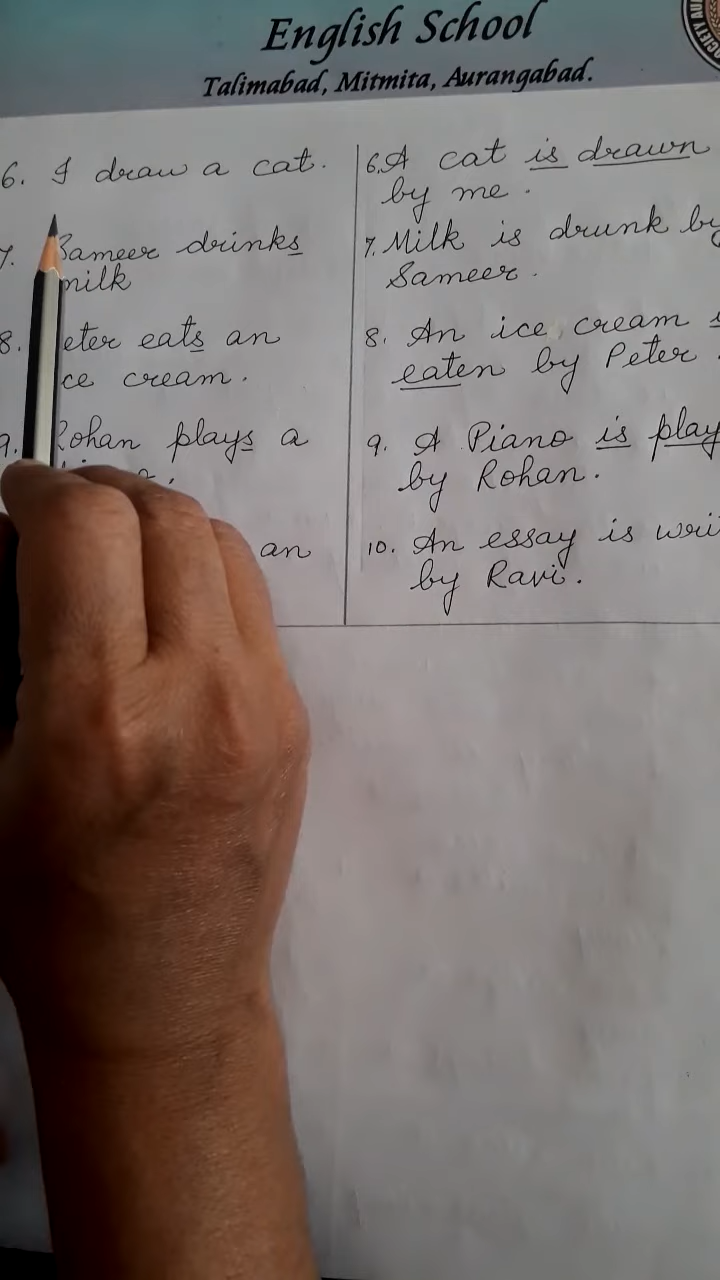 English School
Talimabad, Mitmita, Aurangabad.
6. I draw a cat.
7. Sameer drinks
milk
8. eter eats an
ce cream.
9. Rohan plays a
an
6. A cat is drawn
by me.
7. Milk is drunk by
Sameer.
8. An ice cream
eaten by Peter.
9. A Piano is play
by Rohan.
10. An essay is wri
by Ravi.